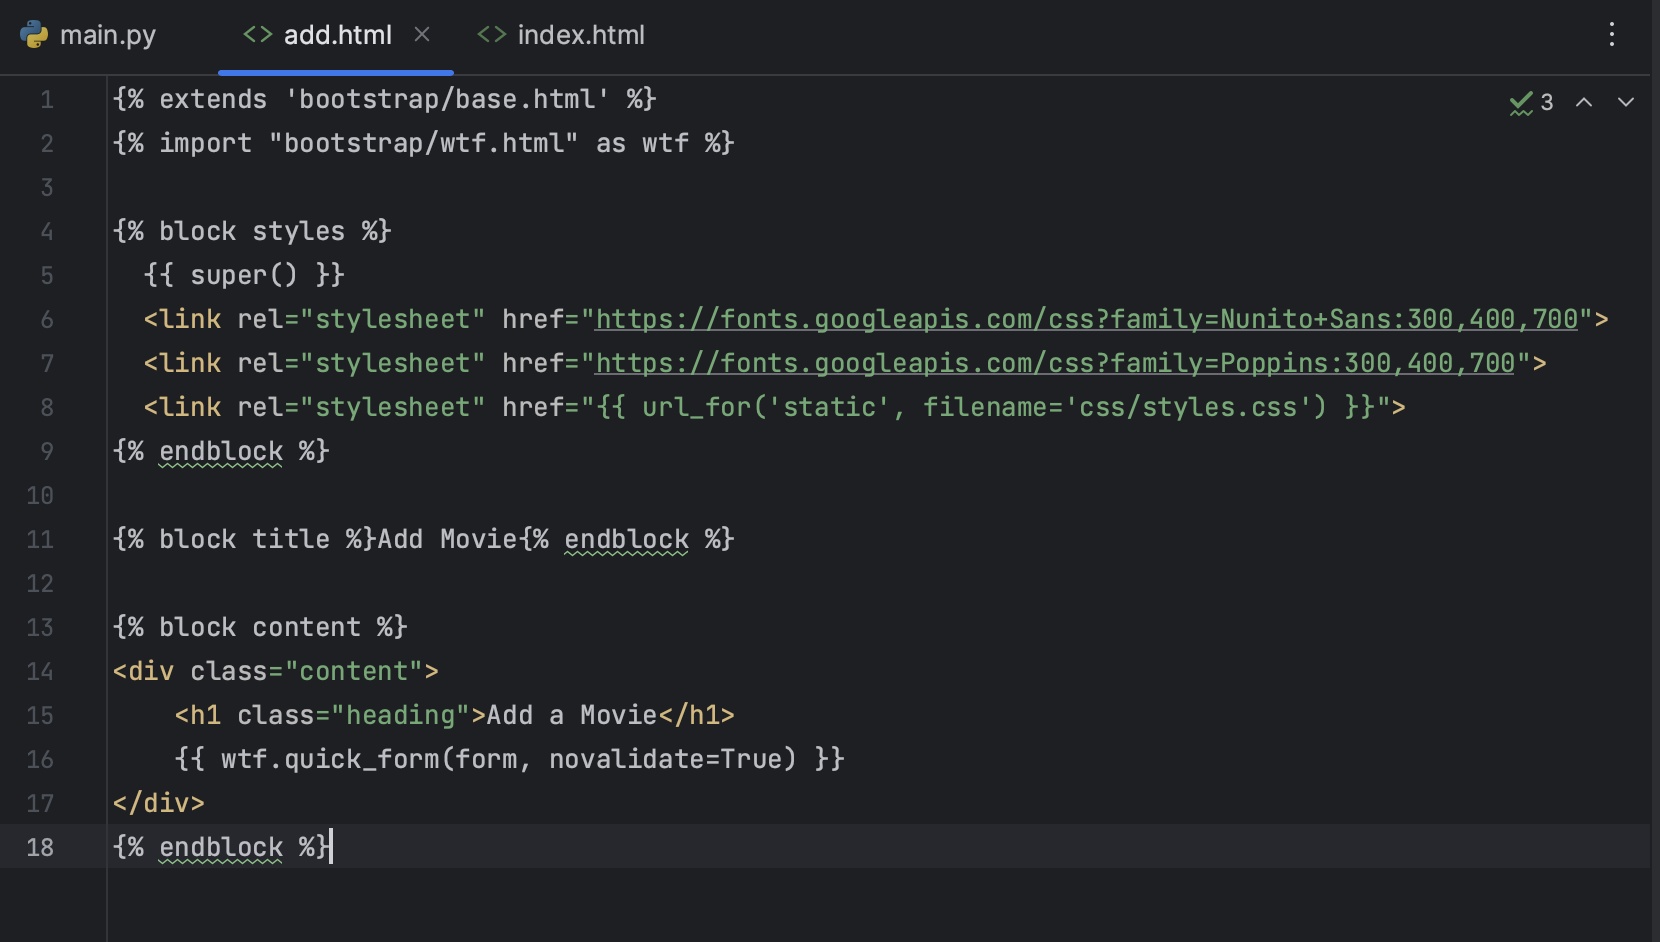 main.py add.html index.html
3
1 {% extends 'bootstrap/base.html' %}
2 {% import "bootstrap/wtf.html" as wtf %}
3
4 {% block styles %}
5 {{ super() }}
6 <link rel="stylesheet" href="https://fonts.googleapis.com/css?family=Nunito+Sans:300,400,700">
7 <link rel="stylesheet" href="https://fonts.googleapis.com/css?family=Poppins:300,400,700">
8 <link rel="stylesheet" href="{{ url_for('static', filename='css/styles.css') }}">
9 {% endblock %}
10
11 {% block title %}Add Movie{% endblock %}
12
13 {% block content %}
14 <div class="content">
15 <h1 class="heading">Add a Movie</h1>
16 {{ wtf.quick_form(form, novalidate=True) }}
17 </div>
18 {% endblock %}